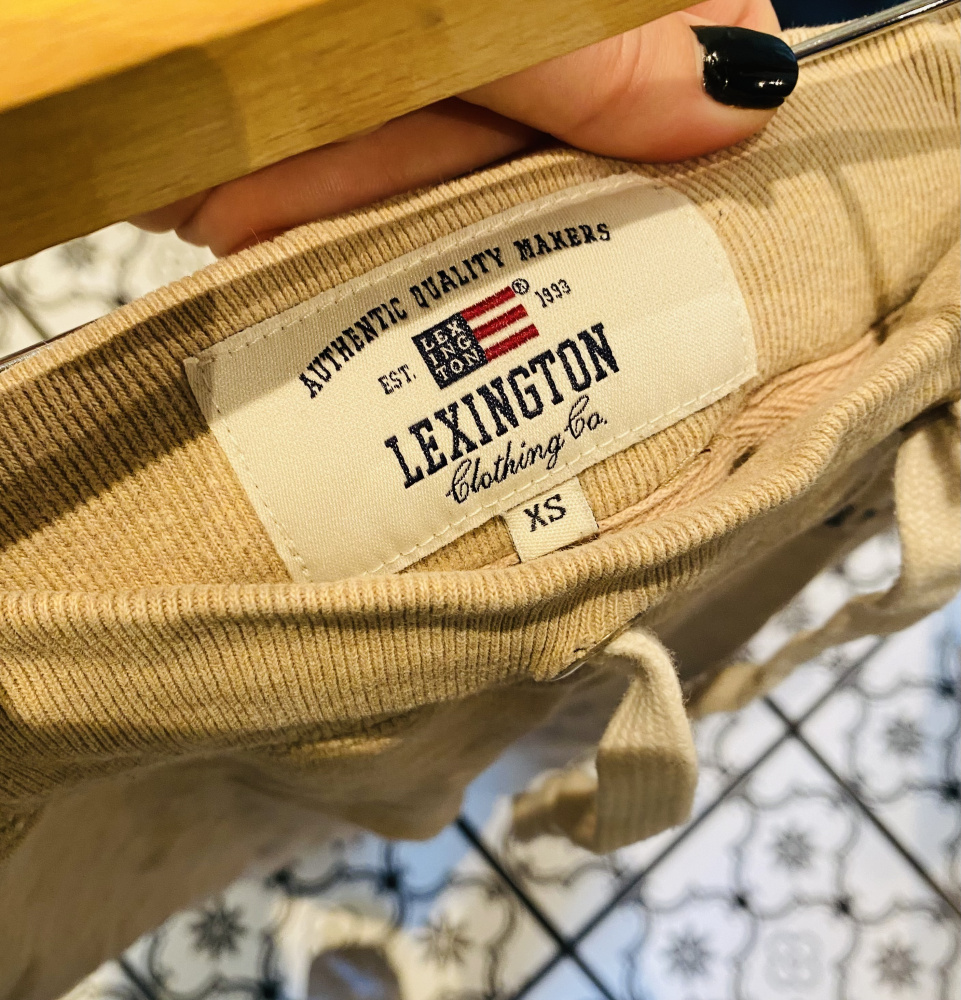 AUTHENTIC QUALITY MAKERS
EST. LEX ING TON ® 1993
LEXINGTON
Clothing Co.
XS